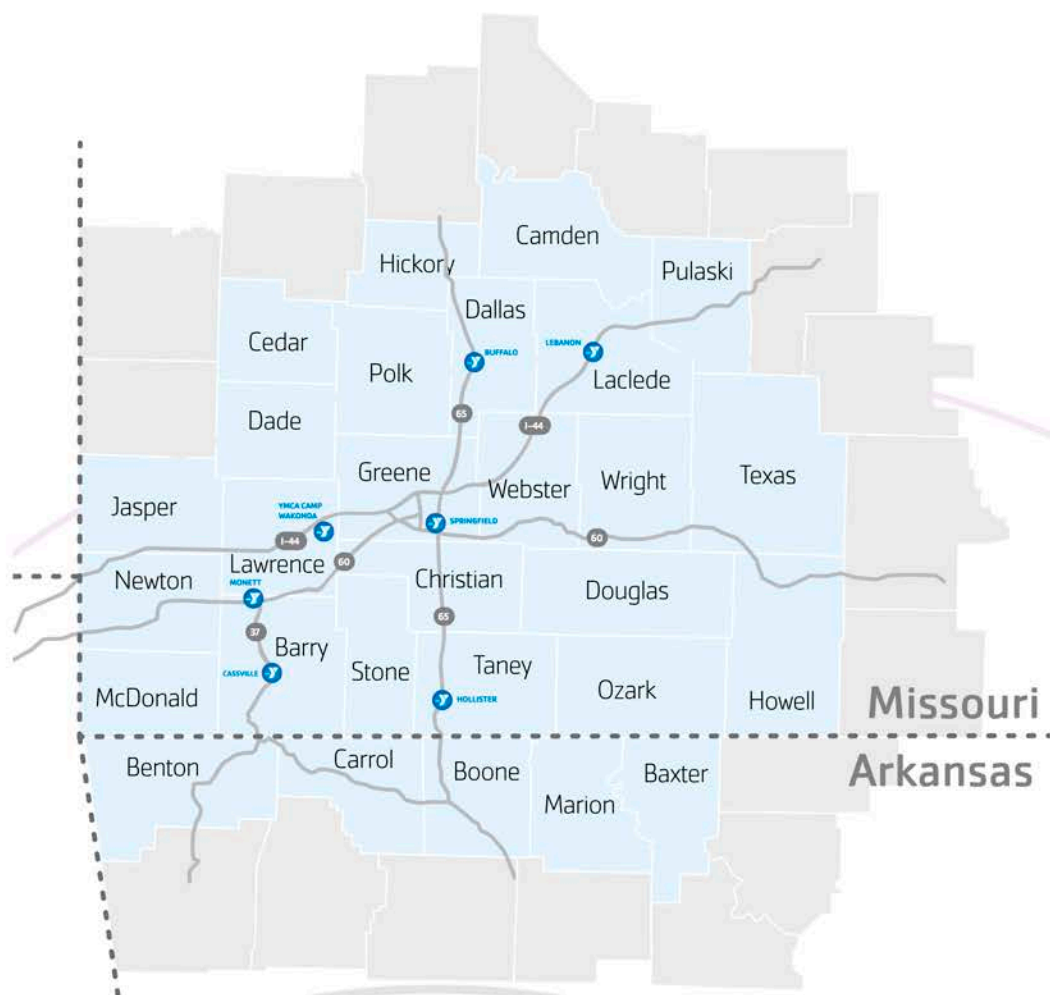 Camden
Hickory
Pulaski
Dallas
Cedar
BUFFALO
LEBANON
Polk
Laclede
Dade
65
I-44
Greene
Webster
Wright
Texas
Jasper
YMCA CAMP
WAKONDA
SPRINGFIELD
I-44
60
60
Lawrence
Newton
MONETT
Christian
Douglas
65
37
Barry
Stone
Taney
CASSVILLE
McDonald
HOLLISTER
Ozark
Howell
Missouri
Benton
Carrol
Boone
Baxter
Arkansas
Marion